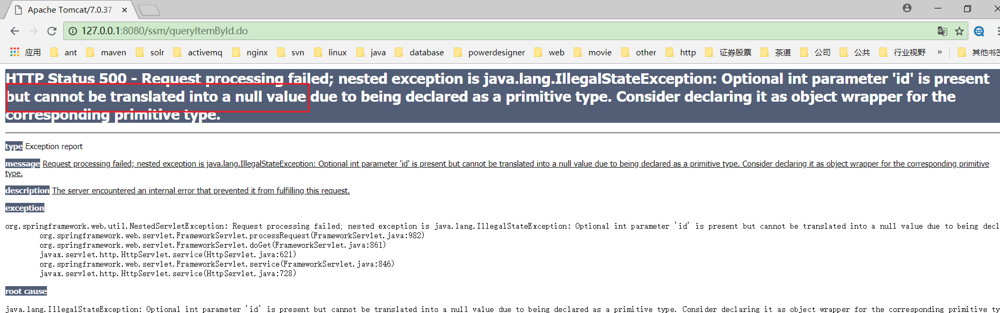 Apache Tomcat/7.0.37
127.0.0.1:8080/ssm/queryItemById.do
应用 ant maven solr activemq nginx svn linux java database powerdesigner web movie other http 证券股票 茶道 公司 公共 行业视野 » 其他书签
HTTP Status 500 - Request processing failed; nested exception is java.lang.IllegalStateException: Optional int parameter 'id' is present
but cannot be translated into a null value due to being declared as a primitive type. Consider declaring it as object wrapper for the
corresponding primitive type.
type Exception report
message Request processing failed; nested exception is java.lang.IllegalStateException: Optional int parameter 'id' is present but cannot be translated into a null value due to being declared as a primitive type. Consider declaring it as object wrapper for the corresponding primitive
type.
description The server encountered an internal error that prevented it from fulfilling this request.
exception
org.springframework.web.util.NestedServletException: Request processing failed; nested exception is java.lang.IllegalStateException: Optional int parameter 'id' is present but cannot be translated into a null value due to being decl
org.springframework.web.servlet.FrameworkServlet.processRequest(FrameworkServlet.java:982)
org.springframework.web.servlet.FrameworkServlet.doGet(FrameworkServlet.java:861)
javax.servlet.http.HttpServlet.service(HttpServlet.java:621)
org.springframework.web.servlet.FrameworkServlet.service(FrameworkServlet.java:846)
javax.servlet.http.HttpServlet.service(HttpServlet.java:728)
root cause
java.lang.IllegalStateException: Optional int parameter 'id' is present but cannot be translated into a null value due to being declared as a primitive type. Consider declaring it as object wrapper for the corresponding primitive ty